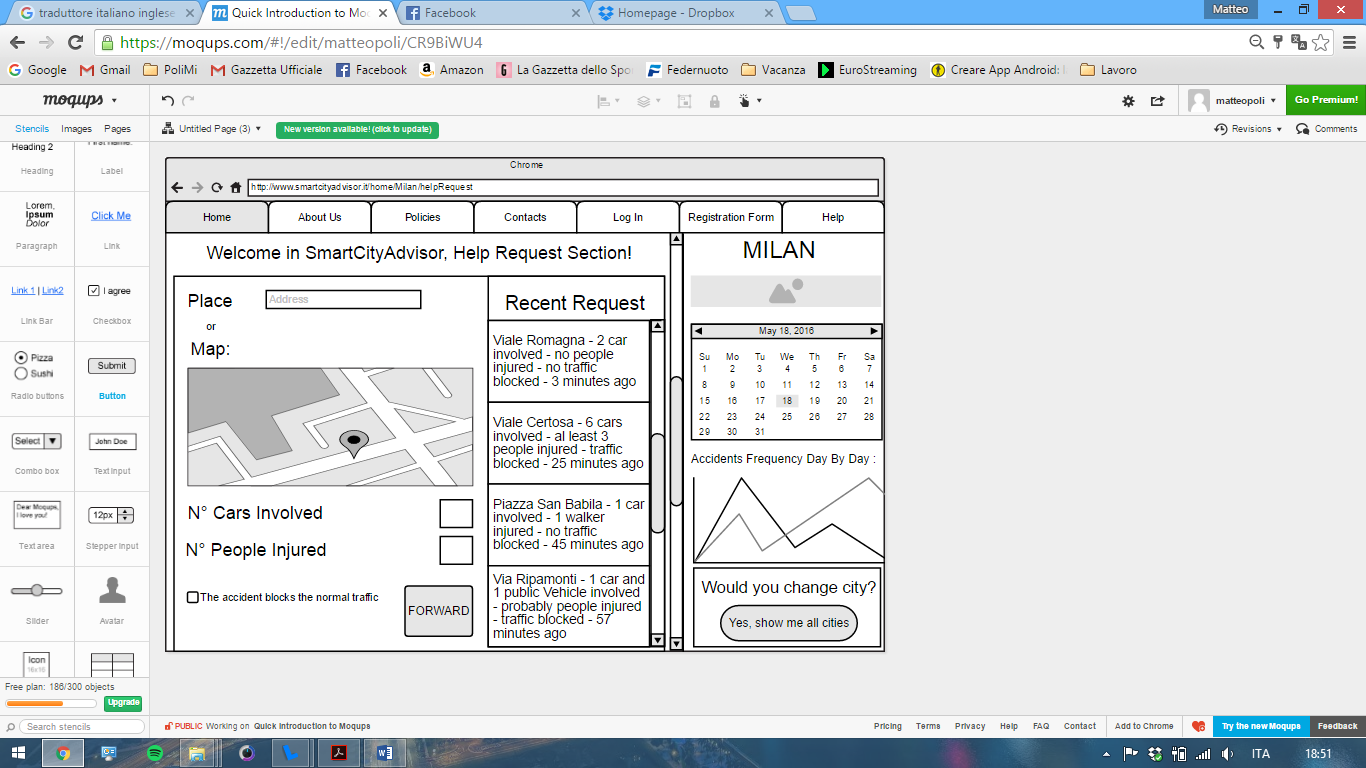 traduttore italiano inglese
Quick Introduction to Moq
Facebook
Homepage - Dropbox
Matteo
https://moqups.com/#!/edit/matteopoli/CR9BiWU4
Google
Gmail
PoliMi
Gazzetta Ufficiale
Facebook
Amazon
La Gazzetta dello Spo
Federnuoto
Vacanza
EuroStreaming
Creare App Android:
Lavoro
moqups
matteopoli
Go Premium!
Stencils Images Pages
Untitled Page (3)
New version available! (click to update)
Revisions
Comments
Heading 2
First name:
Heading
Label
Lorem,
Ipsum
Dolor
Click Me
Paragraph
Link
Link 1 | Link2
I agree
Link Bar
Checkbox
Pizza
Sushi
Submit
Radio buttons
Button
Select
John Doe
Combo box
Text input
Dear Moqups,
I love you!
12px
Text area
Stepper input
Slider
Avatar
Icon
16x16
Free plan: 186/300 objects
Upgrade
Search stencils
Chrome
http://www.smartcityadvisor.it/home/Milan/helpRequest
Home
About Us
Policies
Contacts
Log In
Registration Form
Help
Welcome in SmartCityAdvisor, Help Request Section!
Place
Address
or
Map:
N° Cars Involved
N° People Injured
The accident blocks the normal traffic
FORWARD
Recent Request
Viale Romagna - 2 car
involved - no people
injured - no traffic
blocked - 3 minutes ago
Viale Certosa - 6 cars
involved - al least 3
people injured - traffic
blocked - 25 minutes ago
Piazza San Babila - 1 car
involved - 1 walker
injured - no traffic
blocked - 45 minutes ago
Via Ripamonti - 1 car and
1 public Vehicle involved
- probably people injured
- traffic blocked - 57
minutes ago
MILAN
May 18, 2016
Su Mo Tu We Th Fr Sa
1 2 3 4 5 6 7
8 9 10 11 12 13 14
15 16 17 18 19 20 21
22 23 24 25 26 27 28
29 30 31
Accidents Frequency Day By Day :
Would you change city?
Yes, show me all cities
PUBLIC Working on Quick Introduction to Moqups
Pricing
Terms
Privacy
Help
FAQ
Contact
Add to Chrome
Try the new Moqups
Feedback
ITA
18:51